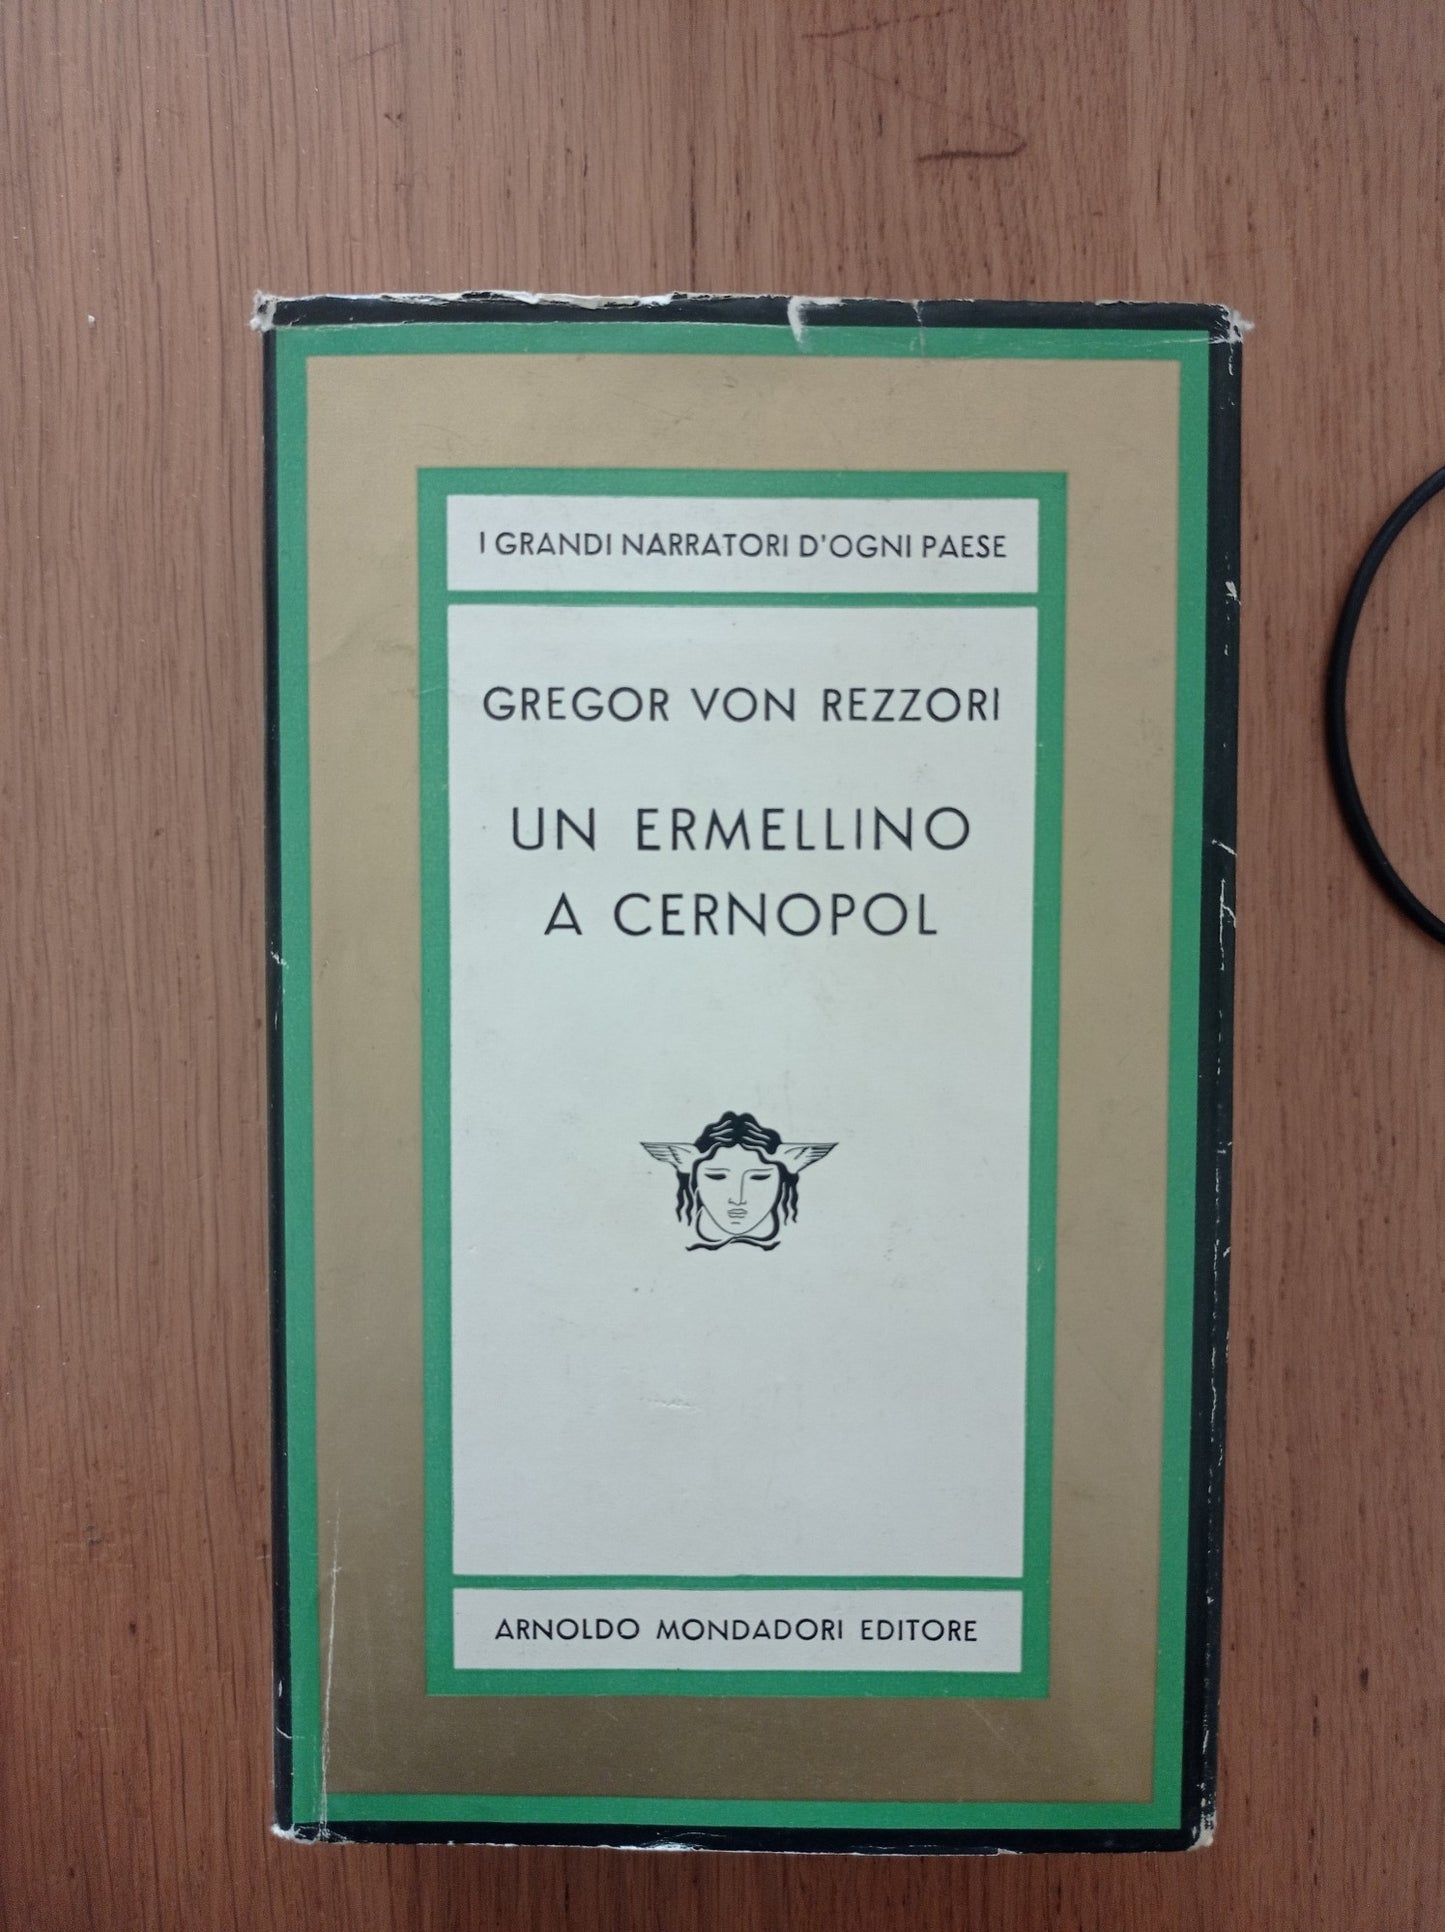 I GRANDI NARRATORI D'OGNI PAESE
GREGOR VON REZZORI
UN ERMELLINO
A CERNOPOL
ARNOLDO MONDADORI EDITORE